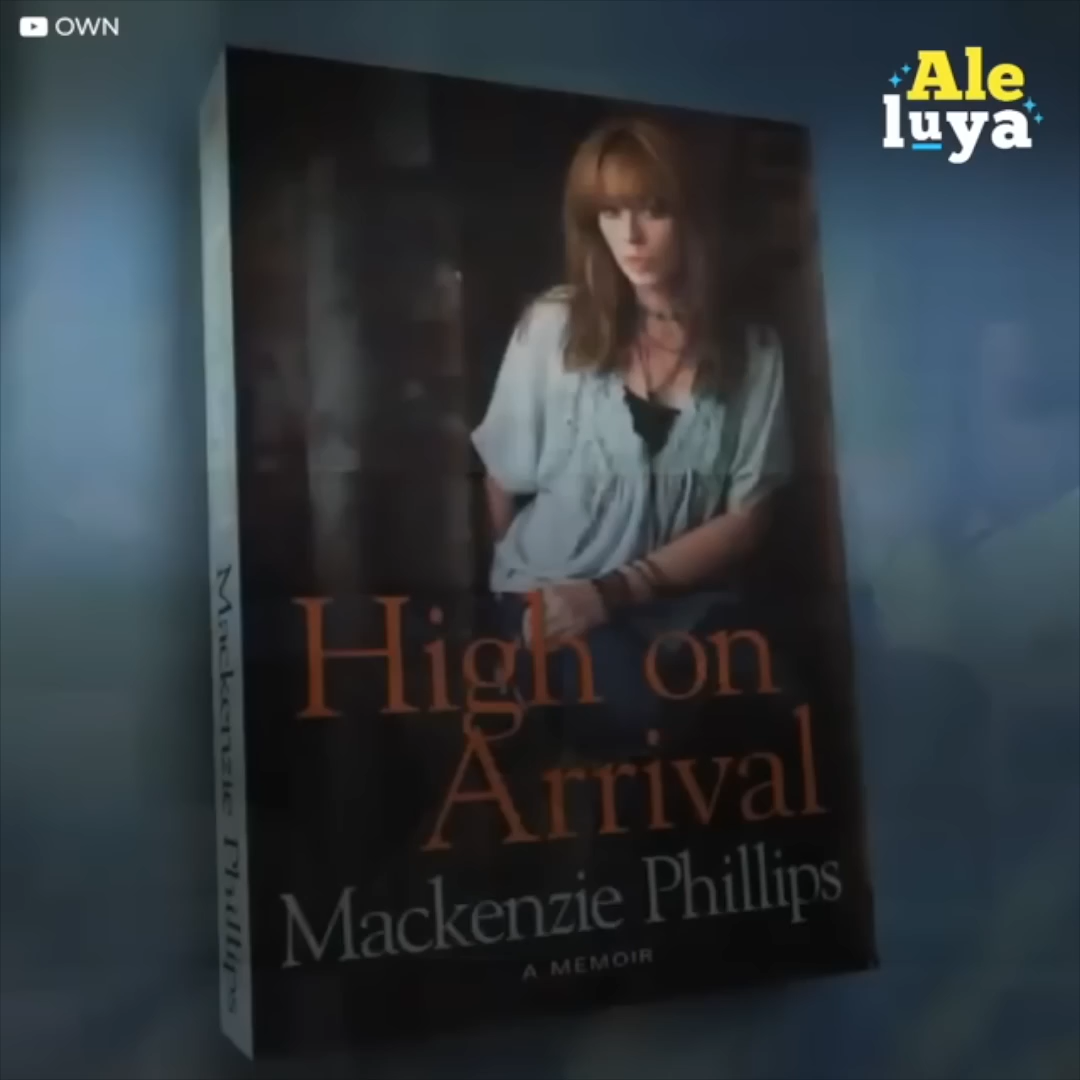 OWN
Ale
luya
High on
Arrival
Mackenzie Phillips
A MEMOIR
Mackenzie Phillips